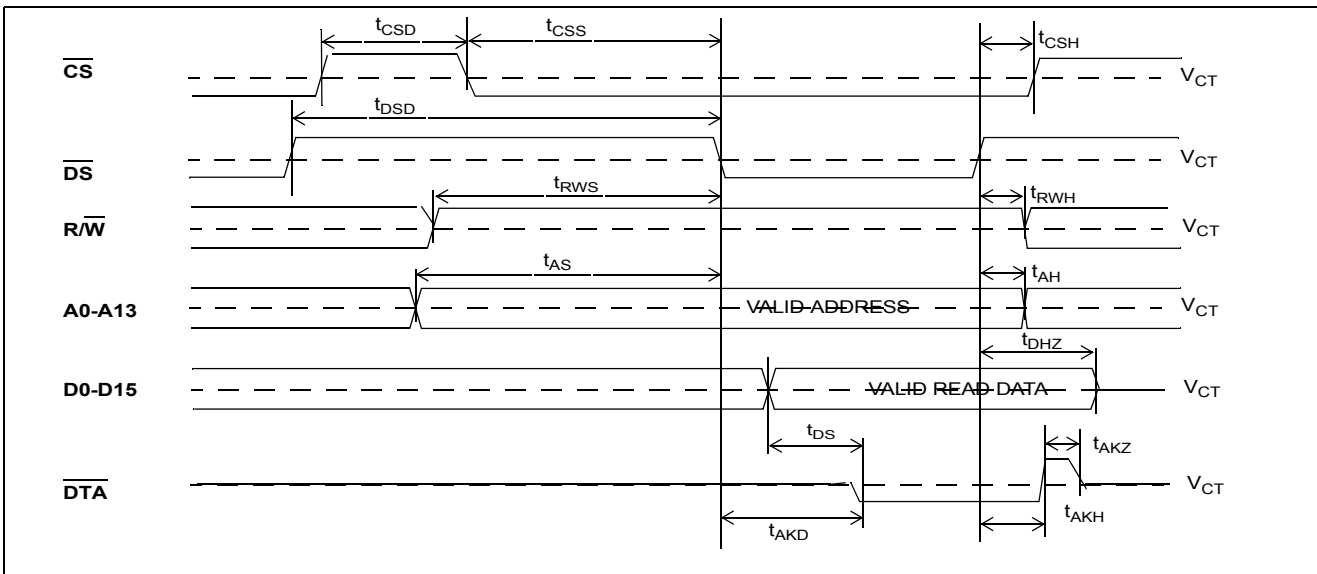 tCSD
tCSS
tCSH
CS
VCT
tDSD
DS
VCT
tRWS
tRWH
R/W
VCT
tAS
tAH
A0-A13
VALID ADDRESS
VCT
tDHZ
D0-D15
VALID READ DATA
VCT
tDS
tAKZ
DTA
VCT
tAKD
tAKH